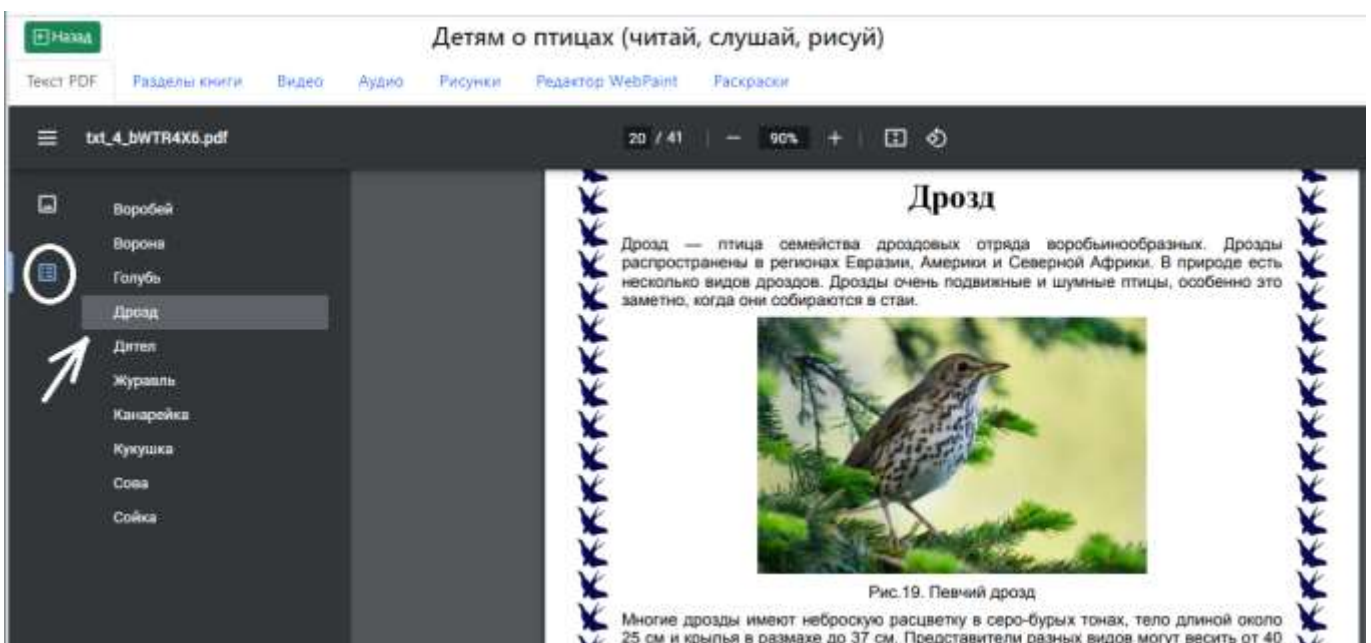 Назад
Детям о птицах (читай, слушай, рисуй)
Текст PDF Разделы книги Видео Аудио Рисунки Редактор WebPaint Раскраски
txt_4_bWTR4X6.pdf 20 / 41 — 90% +
Воробей
Ворона
Голубь
Дрозд
Дятел
Журавль
Канарейка
Кукушка
Сова
Сойка
Дрозд
Дрозд — птица семейства дроздовых отряда воробьинообразных. Дрозды
распространены в регионах Евразии, Америки и Северной Африки. В природе есть
несколько видов дроздов. Дрозды очень подвижные и шумные птицы, особенно это
заметно, когда они собираются в стаи.
Рис.19. Певчий дрозд
Многие дрозды имеют неброскую расцветку в серо-бурых тонах, тело длиной около
25 см и крылья в размахе до 37 см. Представители разных видов могут весить от 40